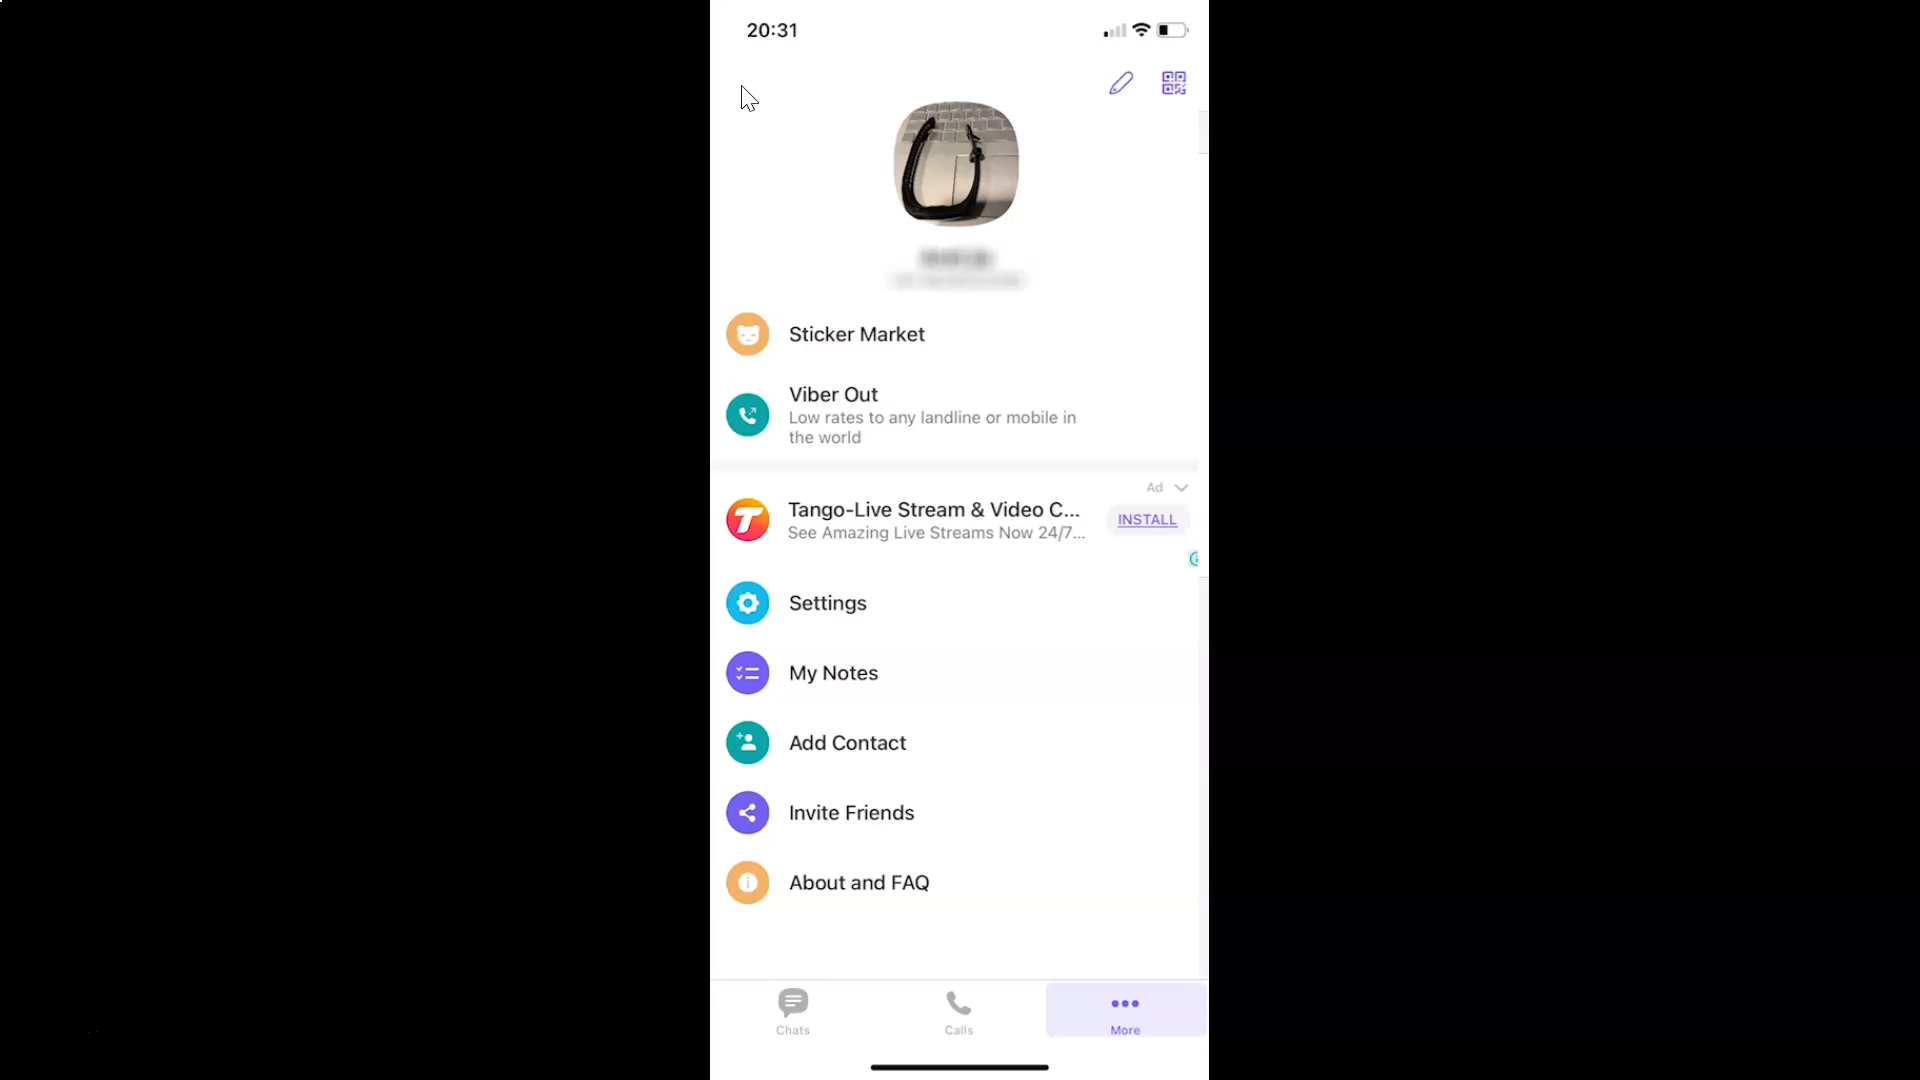 20:31
Sticker Market
Viber Out
Low rates to any landline or mobile in
the world
Ad
Tango-Live Stream & Video C...
See Amazing Live Streams Now 24/7...
INSTALL
Settings
My Notes
Add Contact
Invite Friends
About and FAQ
Chats
Calls
More